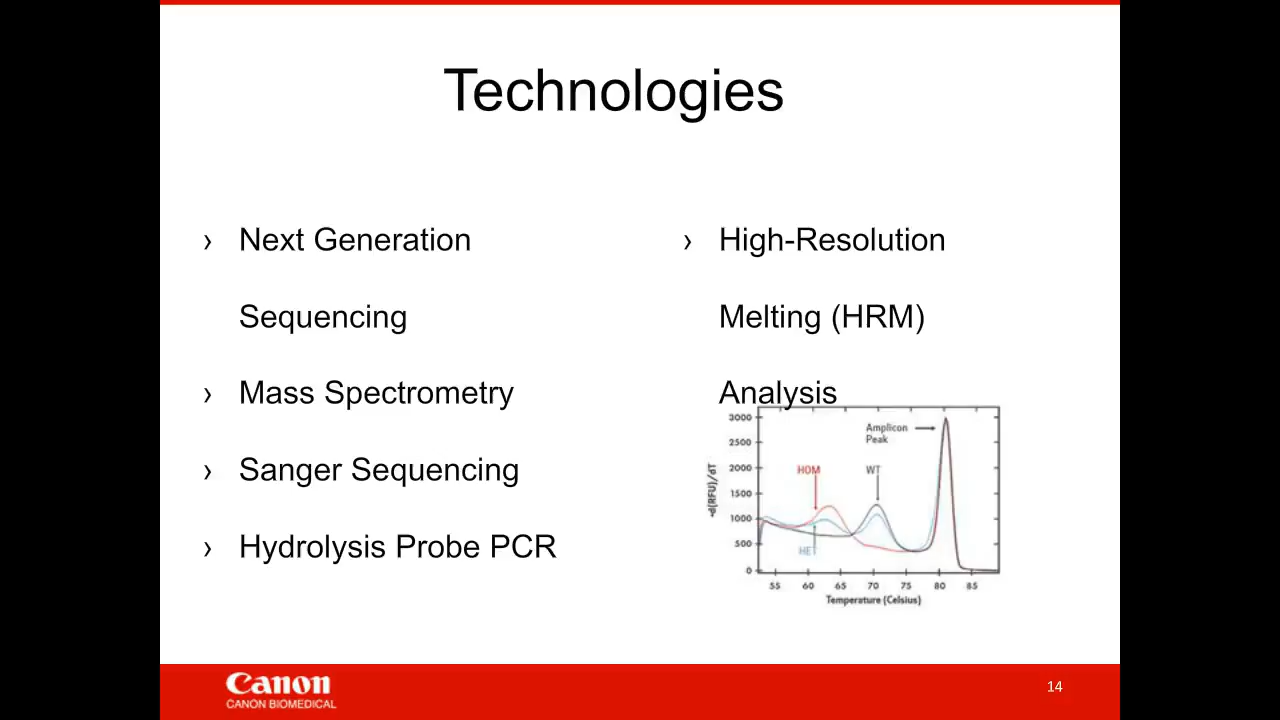 Technologies
› Next Generation
Sequencing
› Mass Spectrometry
› Sanger Sequencing
› Hydrolysis Probe PCR
› High-Resolution
Melting (HRM)
Analysis
3000
2500
2000
1500
1000
500
0
-d(RFU)/dT
Amplicon
Peak
HOM
WT
HET
55 60 65 70 75 80 85
Temperature (Celsius)
Canon
CANON BIOMEDICAL
14